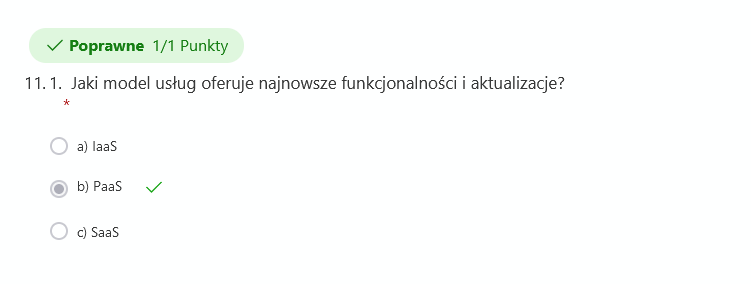 Poprawne 1/1 Punkty
11. 1. Jaki model usług oferuje najnowsze funkcjonalności i aktualizacje?
*
a) IaaS
b) PaaS
c) SaaS